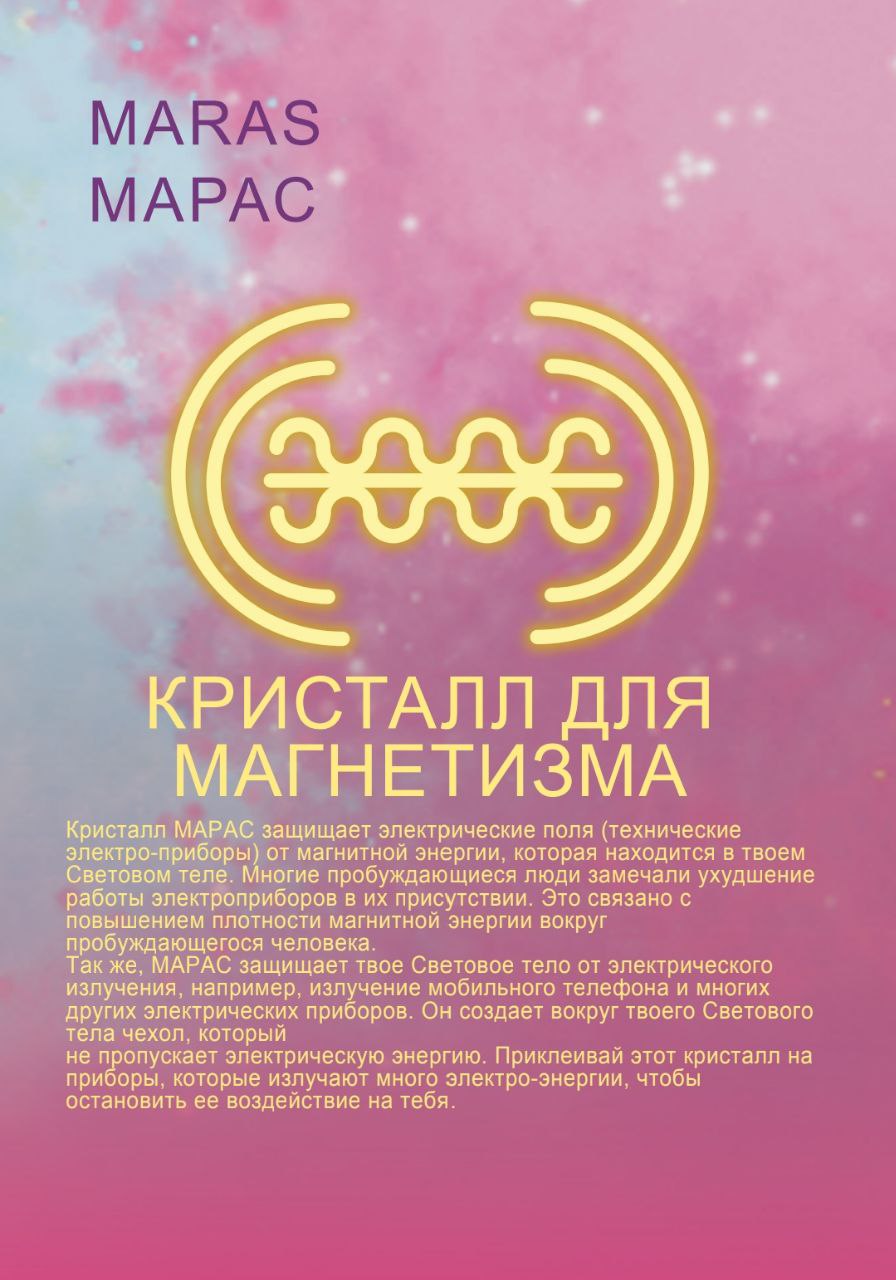 MARAS
МАРАС
КРИСТАЛЛ ДЛЯ
МАГНЕТИЗМА
Кристалл МАРАС защищает электрические поля (технические
электро-приборы) от магнитной энергии, которая находится в твоем
Световом теле. Многие пробуждающиеся люди замечали ухудшение
работы электроприборов в их присутствии. Это связано с
повышением плотности магнитной энергии вокруг
пробуждающегося человека.
Так же, МАРАС защищает твое Световое тело от электрического
излучения, например, излучение мобильного телефона и многих
других электрических приборов. Он создает вокруг твоего Светового
тела чехол, который
не пропускает электрическую энергию. Приклеивай этот кристалл на
приборы, которые излучают много электро-энергии, чтобы
остановить ее воздействие на тебя.